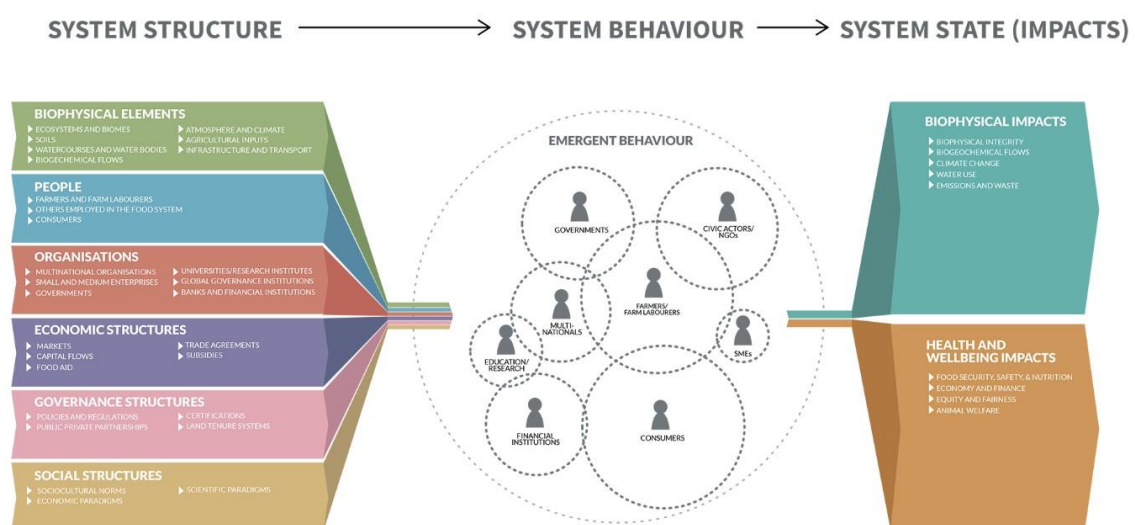 SYSTEM STRUCTURE
SYSTEM BEHAVIOUR
SYSTEM STATE (IMPACTS)
BIOPHYSICAL ELEMENTS
ECOSYSTEMS AND BIOMES
SOILS
WATERCOURSES AND WATER BODIES
BIOGECHEMICAL FLOWS
ATMOSPHERE AND CLIMATE
AGRICULTURAL INPUTS
INFRASTRUCTURE AND TRANSPORT
PEOPLE
FARMERS AND FARM LABOURERS
OTHERS EMPLOYED IN THE FOOD SYSTEM
CONSUMERS
ORGANISATIONS
MULTINATIONAL ORGANISATIONS
SMALL AND MEDIUM ENTERPRISES
GOVERNMENTS
UNIVERSITIES/RESEARCH INSTITUTES
GLOBAL GOVERNANCE INSTITUTIONS
BANKS AND FINANCIAL INSTITUTIONS
ECONOMIC STRUCTURES
MARKETS
CAPITAL FLOWS
FOOD AID
TRADE AGREEMENTS
SUBSIDIES
GOVERNANCE STRUCTURES
POLICIES AND REGULATIONS
PUBLIC PRIVATE PARTNERSHIPS
CERTIFICATIONS
LAND TENURE SYSTEMS
SOCIAL STRUCTURES
SOCIOCULTURAL NORMS
ECONOMIC PARADIGMS
SCIENTIFIC PARADIGMS
EMERGENT BEHAVIOUR
GOVERNMENTS
CIVIC ACTORS/
NGOs
FARMERS/
FARM LABOURERS
MULTI-
NATIONALS
SMEs
EDUCATION/
RESEARCH
FINANCIAL
INSTITUTIONS
CONSUMERS
BIOPHYSICAL IMPACTS
BIOPHYSICAL INTEGRITY
BIOGEOCHEMICAL FLOWS
CLIMATE CHANGE
WATER USE
EMISSIONS AND WASTE
HEALTH AND
WELLBEING IMPACTS
FOOD SECURITY, SAFETY, & NUTRITION
ECONOMY AND FINANCE
EQUITY AND FAIRNESS
ANIMAL WELFARE